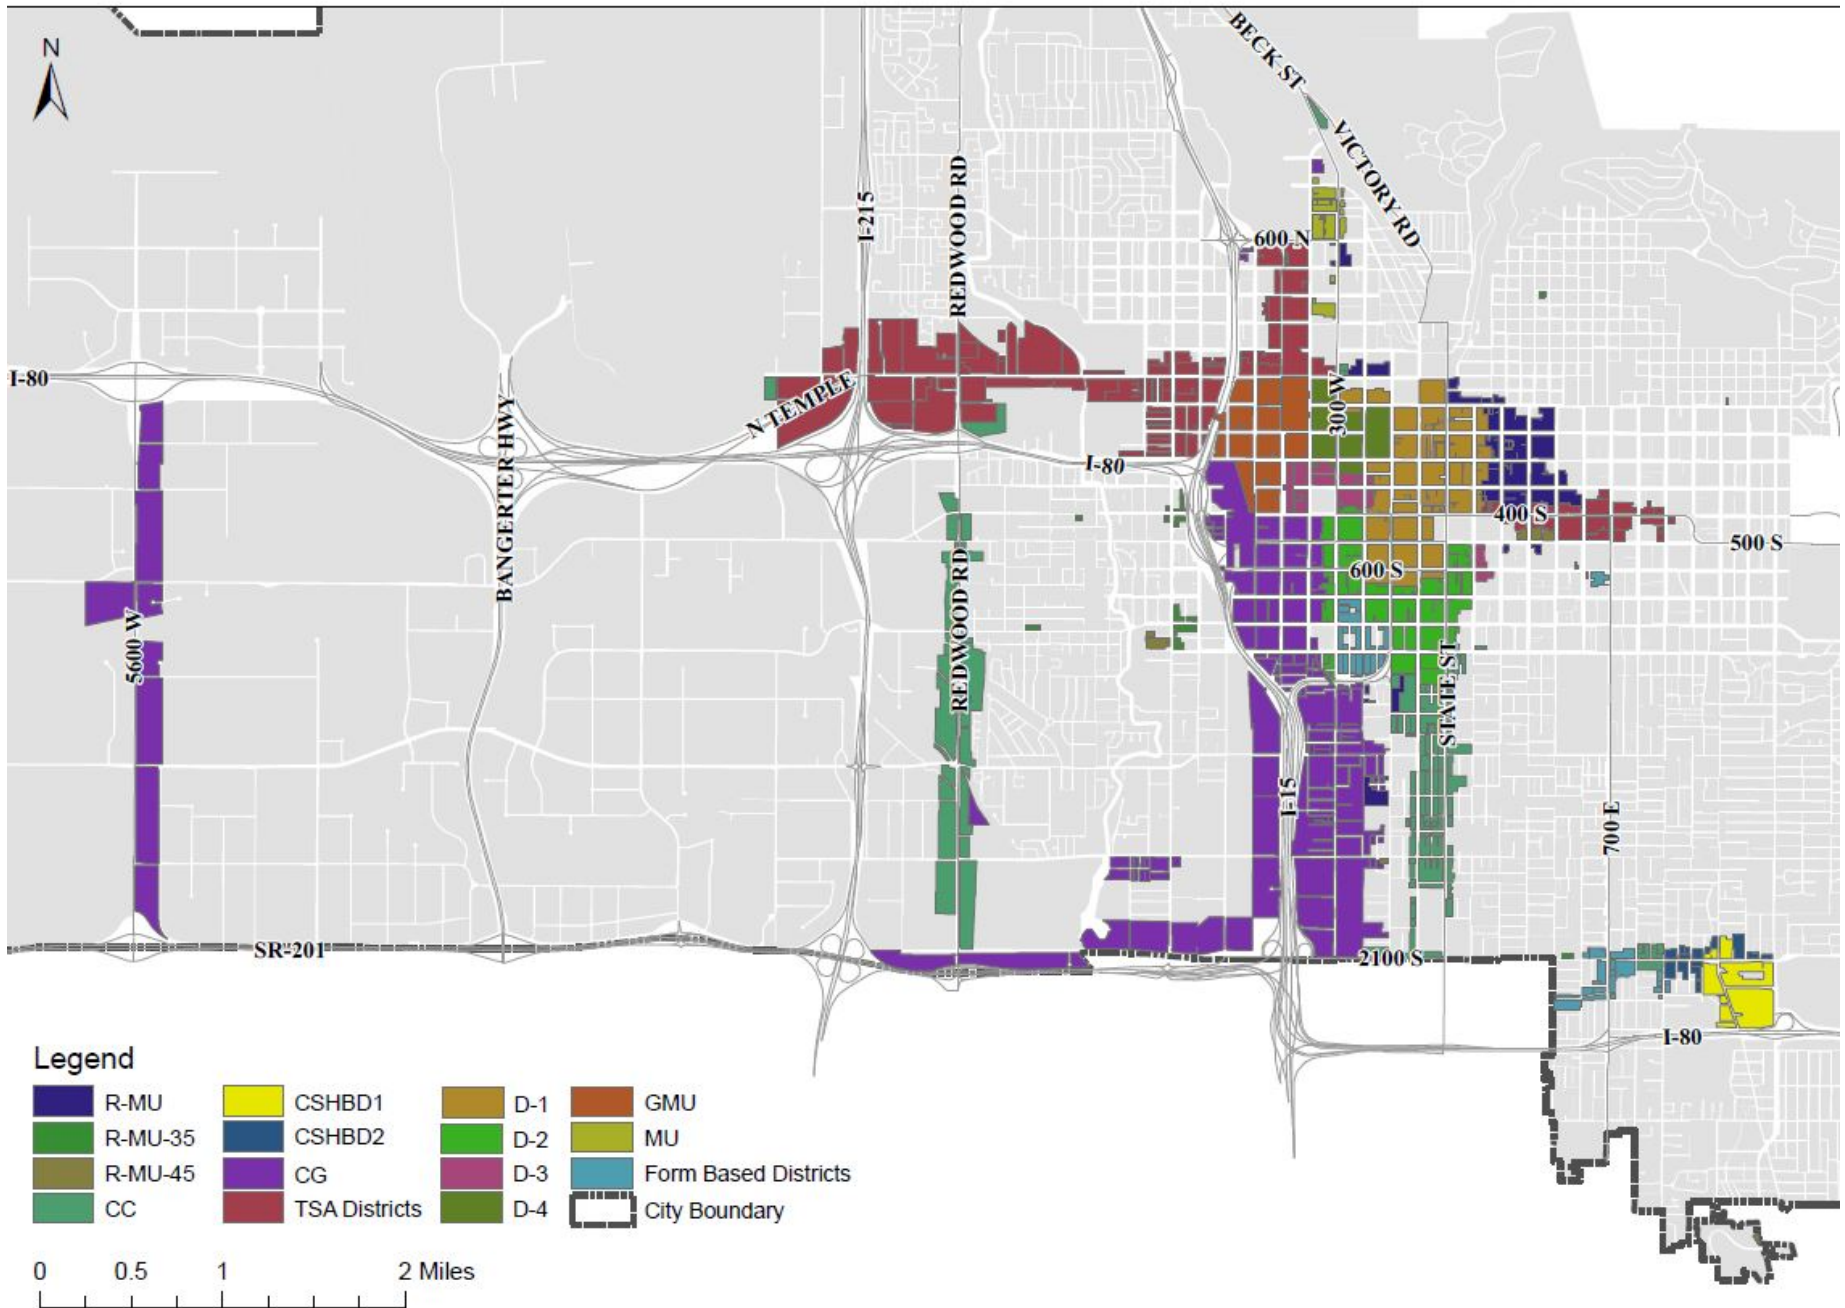 N
BECK ST
VICTORY RD
I-215
REDWOOD RD
600 N
I-80
N TEMPLE
300 W
BANGERTER HWY
I-80
400 S
500 S
REDWOOD RD
600 S
5600 W
STATE ST
I-15
700 E
SR-201
2100 S
I-80
Legend
R-MU
R-MU-35
R-MU-45
CC
CSHBD1
CSHBD2
CG
TSA Districts
D-1
D-2
D-3
D-4
GMU
MU
Form Based Districts
City Boundary
0 0.5 1 2 Miles